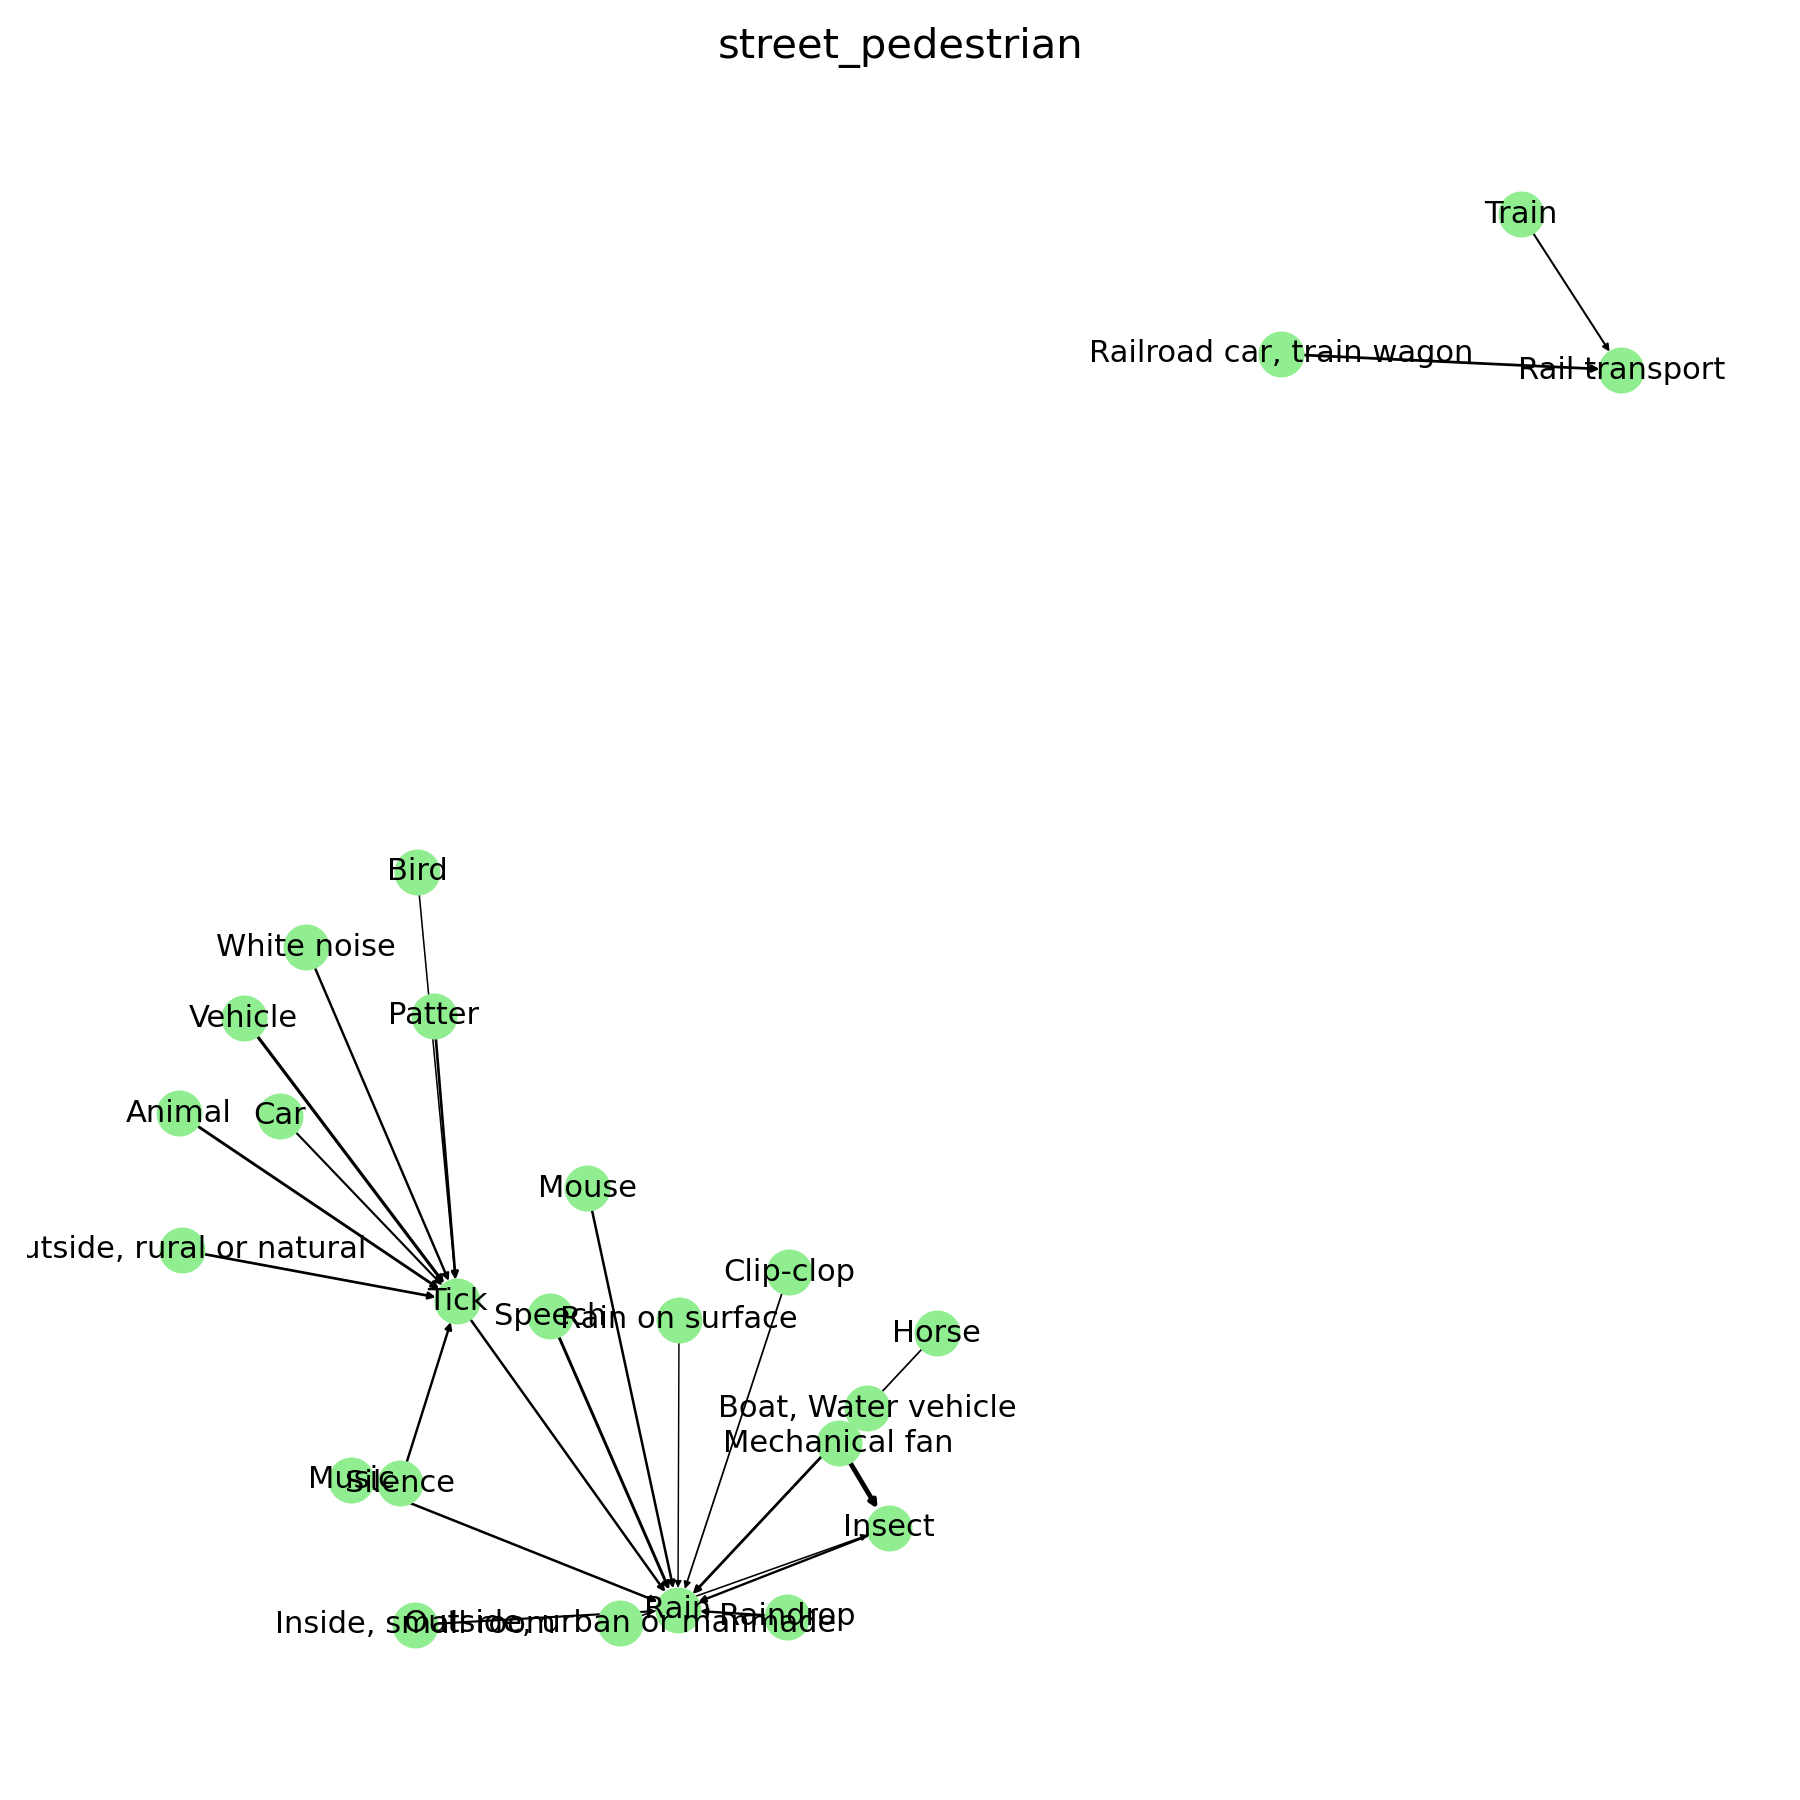 street_pedestrian
Train
Railroad car, train wagon
Rail transport
Bird
White noise
Vehicle
Patter
Animal
Car
Mouse
utside, rural or natural
Clip-clop
Tick
Speech
Rain on surface
Horse
Boat, Water vehicle
Mechanical fan
Music
Silence
Insect
Rain
Raindrop
Inside, small room
Outside, urban or manmade